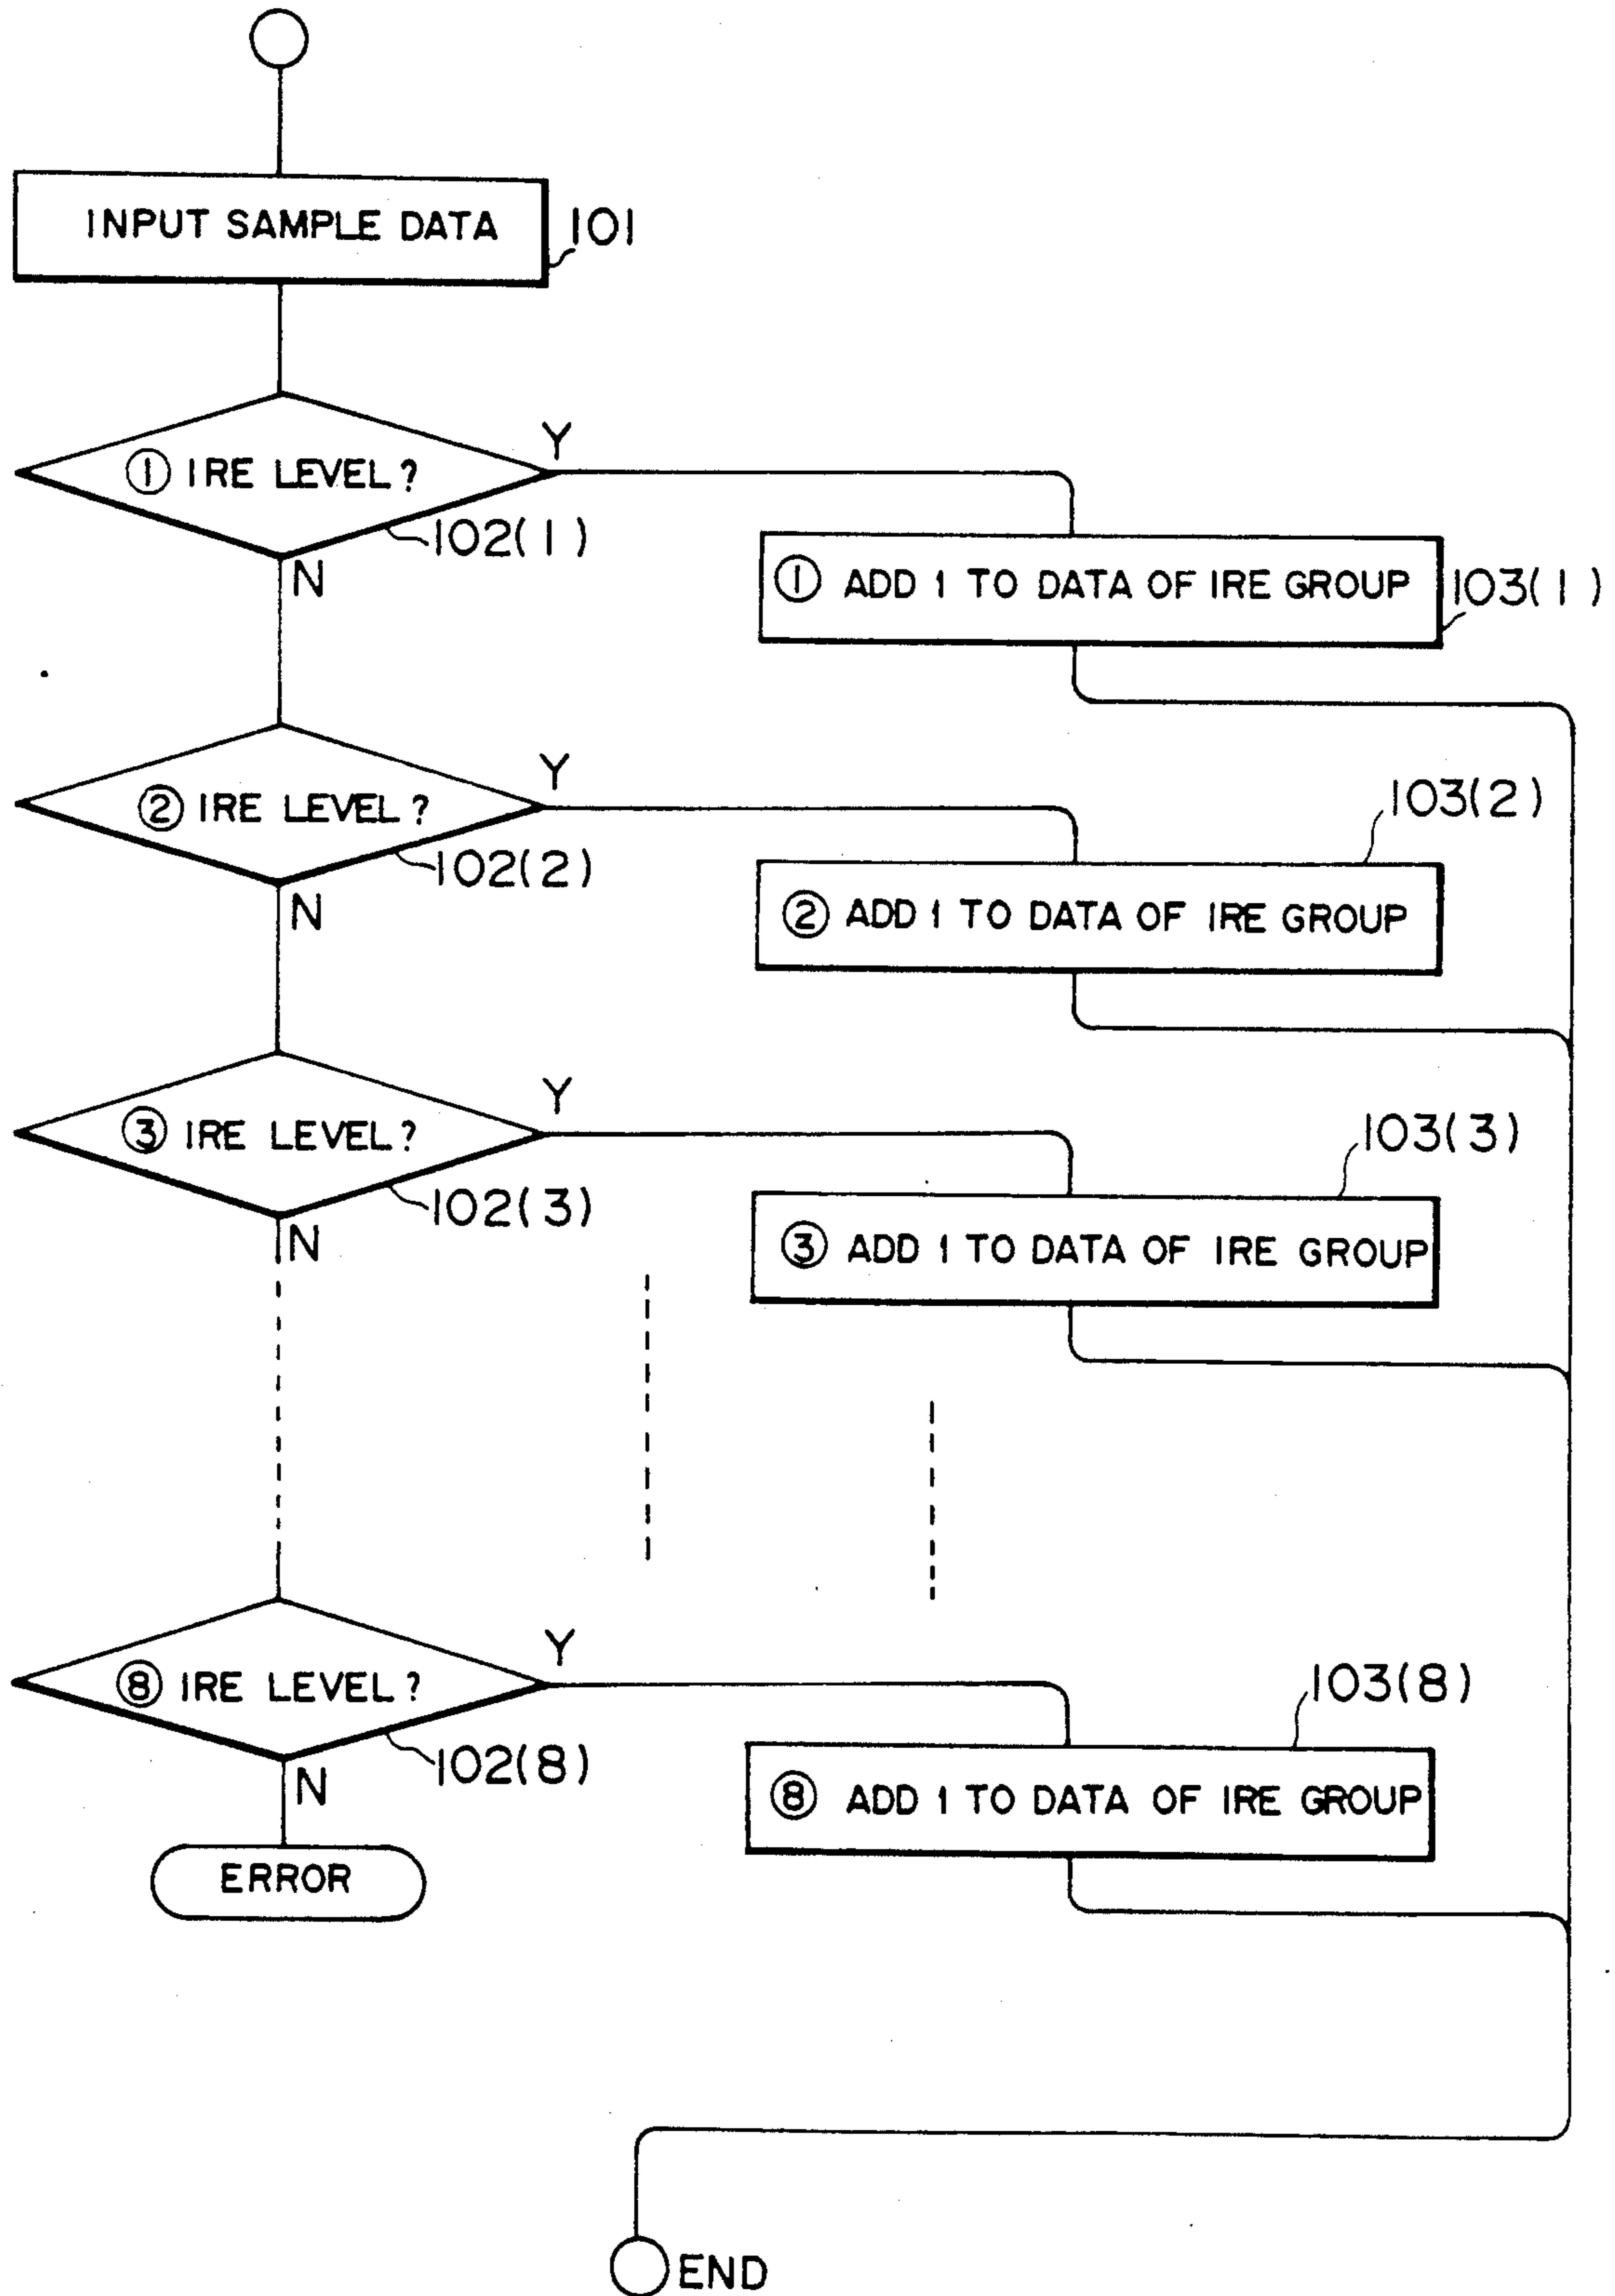 INPUT SAMPLE DATA
101
① IRE LEVEL?
Y
102(1)
N
① ADD 1 TO DATA OF IRE GROUP
103(1)
② IRE LEVEL?
Y
102(2)
N
103(2)
② ADD 1 TO DATA OF IRE GROUP
③ IRE LEVEL?
Y
102(3)
N
103(3)
③ ADD 1 TO DATA OF IRE GROUP
⑧ IRE LEVEL?
Y
102(8)
N
103(8)
⑧ ADD 1 TO DATA OF IRE GROUP
ERROR
END